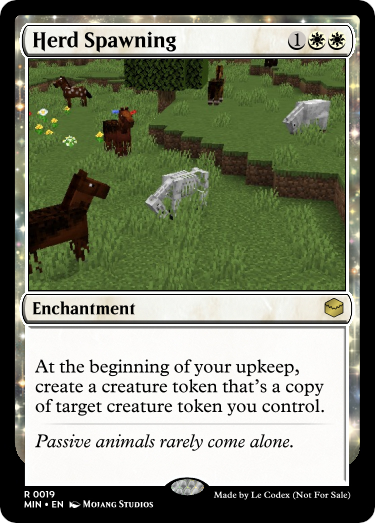 Herd Spawning 1
Enchantment
At the beginning of your upkeep,
create a creature token that's a copy
of target creature token you control.
Passive animals rarely come alone.
R 0019
MIN • EN Mojang Studios
Made by Le Codex (Not For Sale)